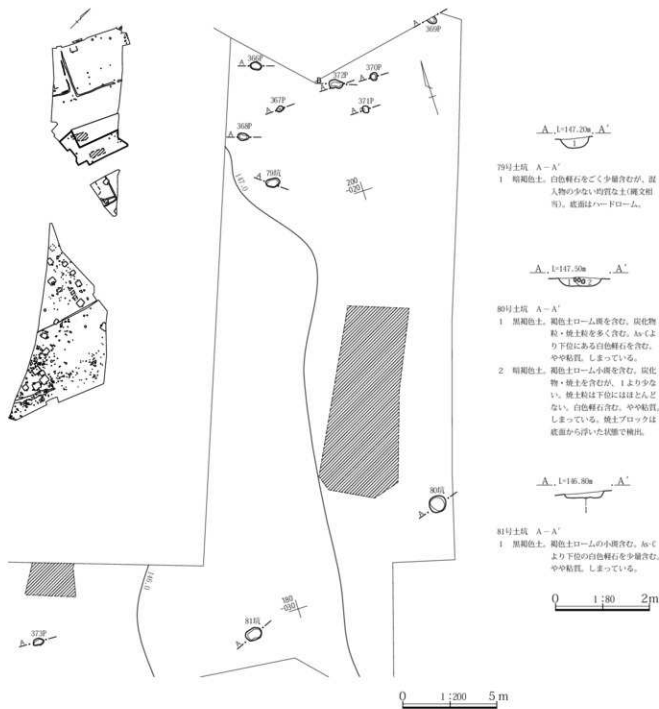 369P
366P
372P
370P
367P
371P
368P
79坑
147.0
200
-020
80坑
146.0
180
-030
373P
81坑
0 1:200 5m
A L=147.20m A′
1
79号土坑 A－A′
1 暗褐色土。白色軽石をごく少量含むが、混
入物の少ない均質な土(縄文相
当)。底面はハードローム。
A L=147.50m A′
1 2
80号土坑 A－A′
1 黒褐色土。褐色土ローム斑を含む。炭化物
粒・焼土粒を多く含む。As-Cよ
り下位にある白色軽石を含む。
やや粘質。しまっている。
2 暗褐色土。褐色土ローム小斑を含む。炭化
物・焼土を含むが、1より少な
い。焼土粒は下位にはほとんど
ない。白色軽石含む。やや粘質。
しまっている。焼土ブロックは
底面から浮いた状態で検出。
A L=146.80m A′
1
81号土坑 A－A′
1 黒褐色土。褐色土ロームの小斑含む。As-C
より下位の白色軽石を少量含む。
やや粘質。しまっている。
0 1:80 2m